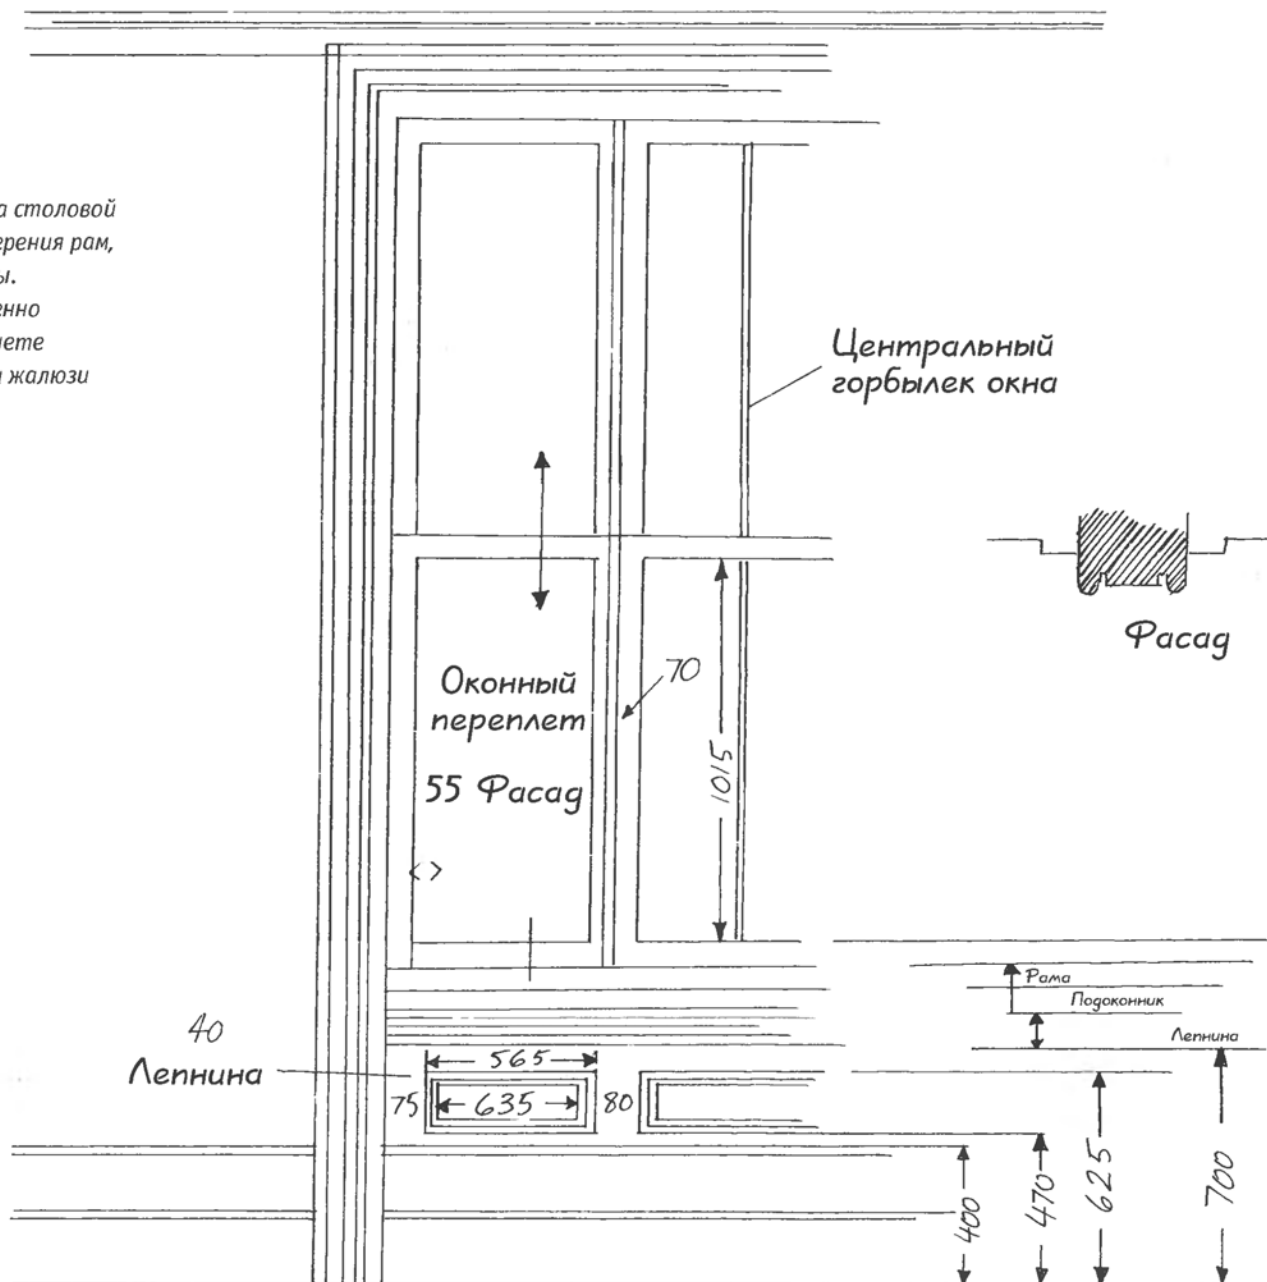 а столовой
ерения рам,
ы.
енно
ете
и жалюзи
Центральный
горбылек окна
Фасад
70
Оконный
переплет
1015
55 Фасад
Рама
Подоконник
Лепнина
40
Лепнина
565
75
635
80
400
470
625
700